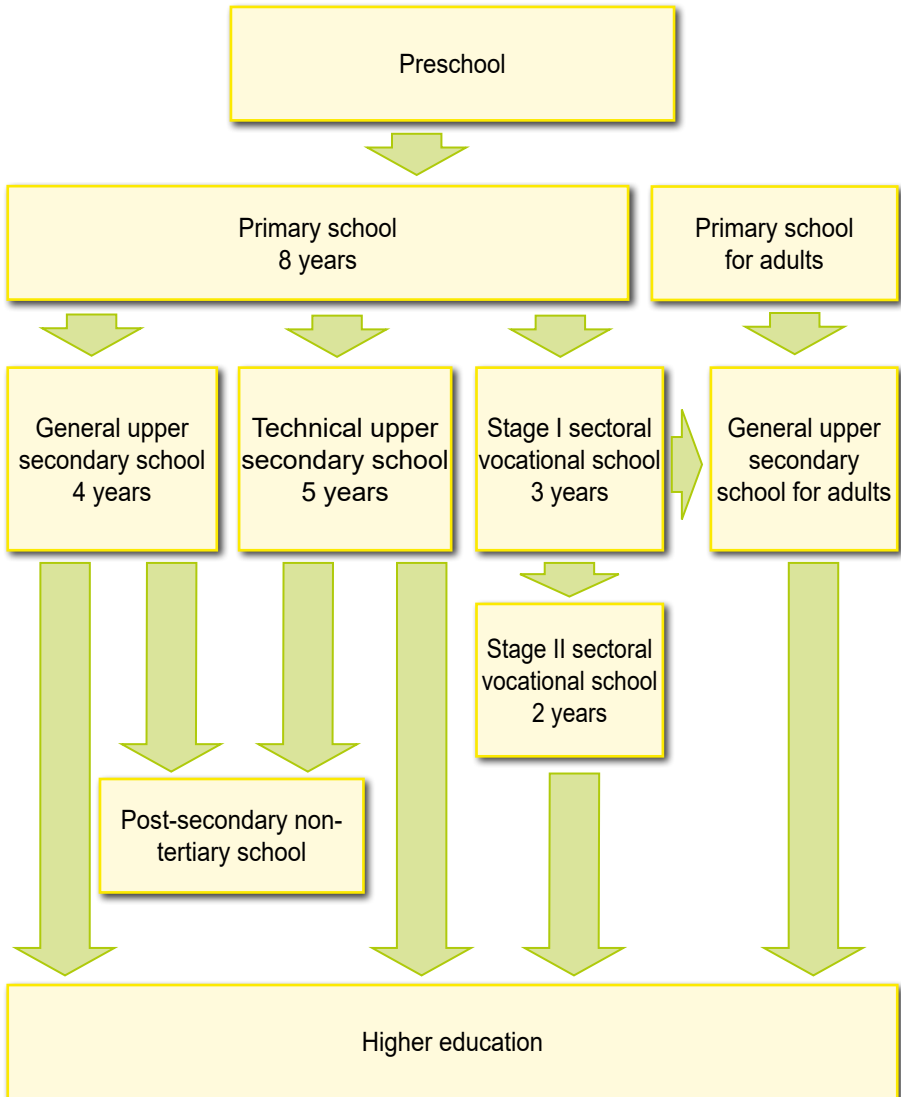 Preschool
Primary school
8 years
Primary school
for adults
General upper
secondary school
4 years
Technical upper
secondary school
5 years
Stage I sectoral
vocational school
3 years
General upper
secondary
school for adults
Stage II sectoral
vocational school
2 years
Post-secondary non-
tertiary school
Higher education